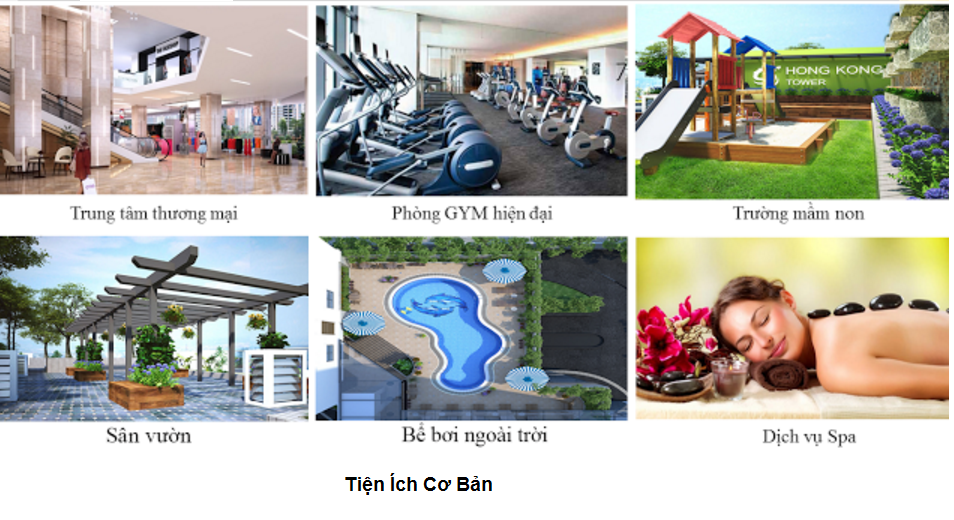 HONG KONG
TOWER
Trung tâm thương mại
Phòng GYM hiện đại
Trường mầm non
Sân vườn
Bể bơi ngoài trời
Dịch vụ Spa
Tiện Ích Cơ Bản